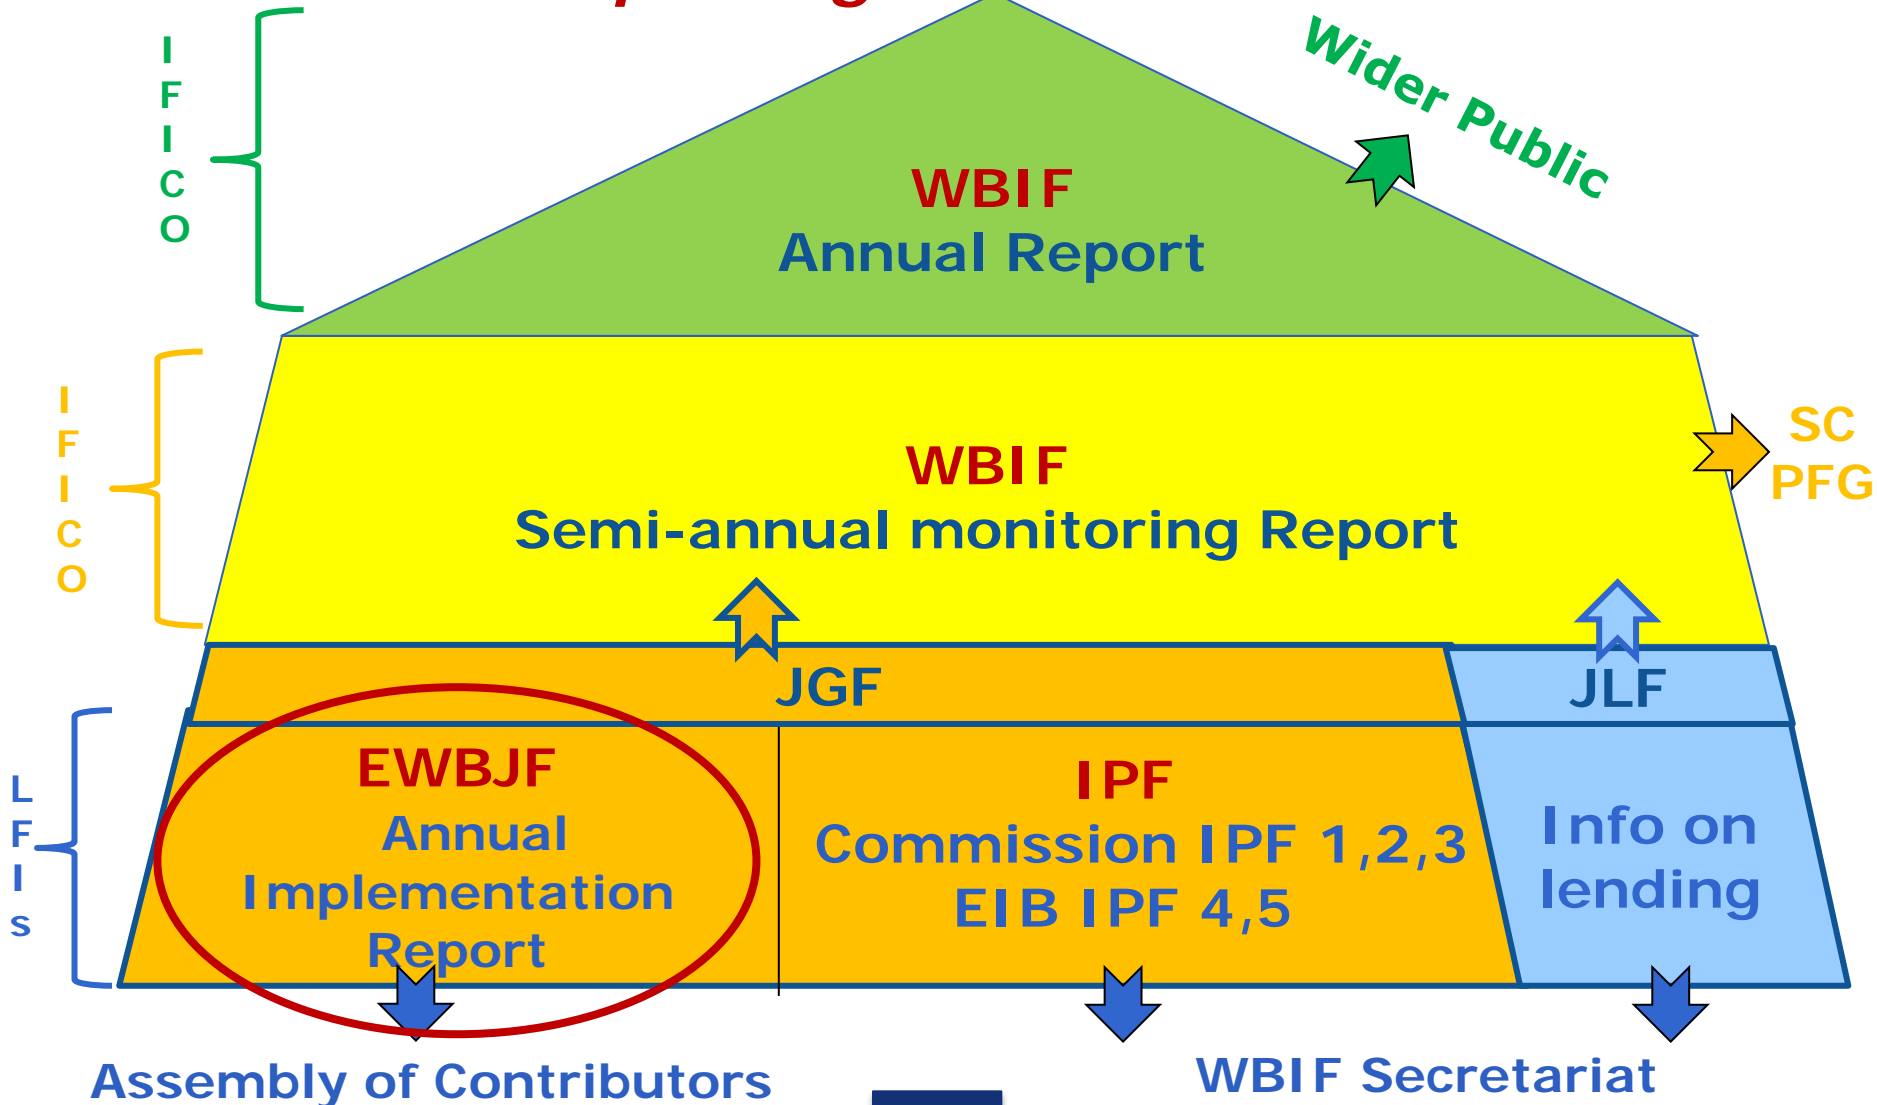 I
F
I
C
O
Wider Public
WBIF
Annual Report
I
F
I
C
O
WBIF
Semi-annual monitoring Report
SC
PFG
JGF
JLF
L
F
I
s
EWBJF
Annual
Implementation
Report
IPF
Commission IPF 1,2,3
EIB IPF 4,5
Info on
lending
Assembly of Contributors
WBIF Secretariat